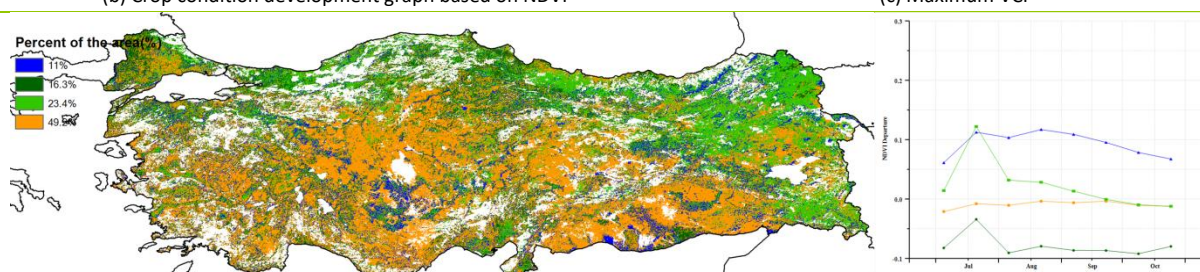 (b) Crop condition development graph based on NDVI
(c) Maximum VCI
Percent of the area(%)
11%
16.3%
23.4%
0.3
0.2
0.1
0.0
-0.1
NDVI Departure
Jul
Aug
Sep
Oct